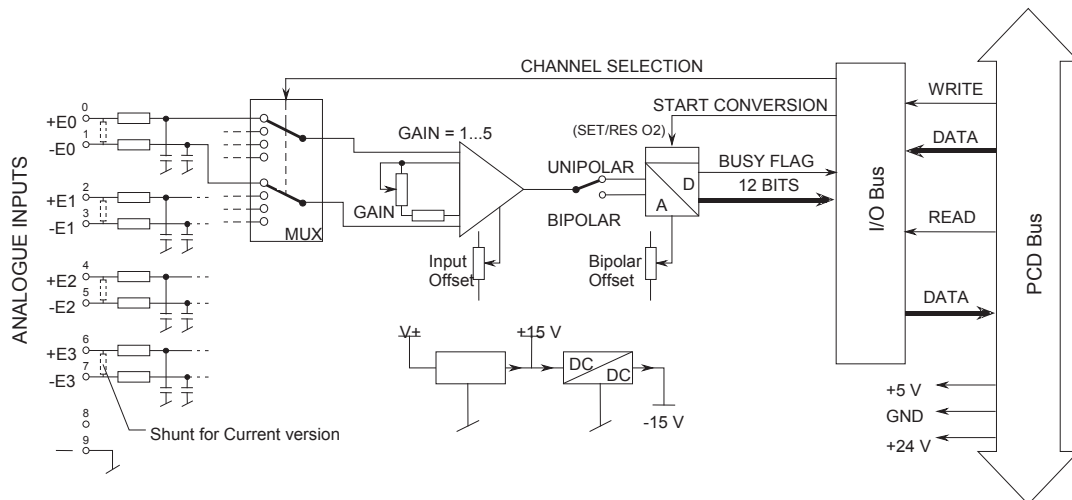 CHANNEL SELECTION
WRITE
START CONVERSION
(SET/RES O2)
DATA
BUSY FLAG
12 BITS
READ
DATA
+5 V
GND
+24 V
I/O Bus
PCD Bus
ANALOGUE INPUTS
0
+E0
1
-E0
2
+E1
3
-E1
4
+E2
5
-E2
6
+E3
7
-E3
8
9
Shunt for Current version
MUX
GAIN = 1...5
GAIN
Input
Offset
UNIPOLAR
BIPOLAR
D
A
Bipolar
Offset
V+
+15 V
DC
DC
-15 V